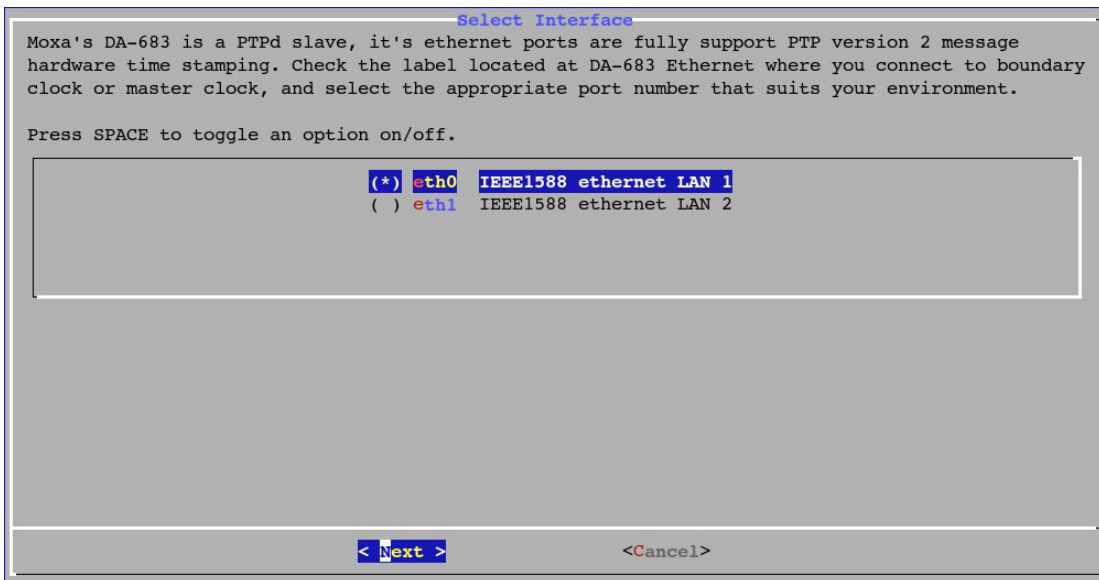 Select Interface
Moxa's DA-683 is a PTPd slave, it's ethernet ports are fully support PTP version 2 message
hardware time stamping. Check the label located at DA-683 Ethernet where you connect to boundary
clock or master clock, and select the appropriate port number that suits your environment.
Press SPACE to toggle an option on/off.
(*) eth0 IEEE1588 ethernet LAN 1
( ) eth1 IEEE1588 ethernet LAN 2
< Next > <Cancel>